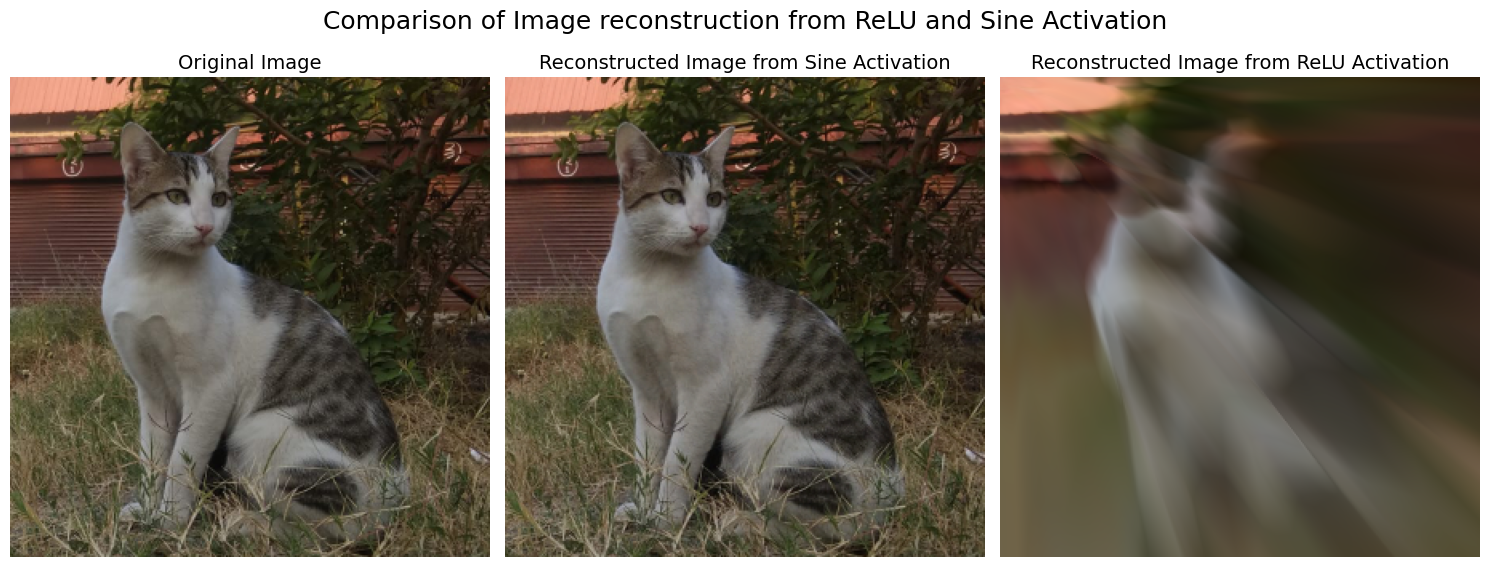 Comparison of Image reconstruction from ReLU and Sine Activation
Original Image
Reconstructed Image from Sine Activation
Reconstructed Image from ReLU Activation